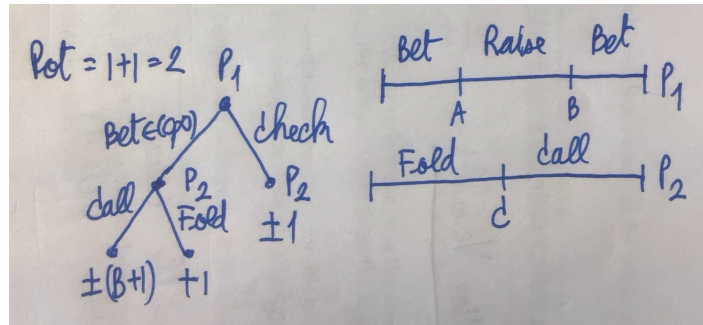 Pot = 1+1=2
P1
Bet∈(0,∞)
check
call
P2
Fold
P2
±1
±(B+1)
+1
Bet
Raise
Bet
A
B
P1
Fold
call
C
P2